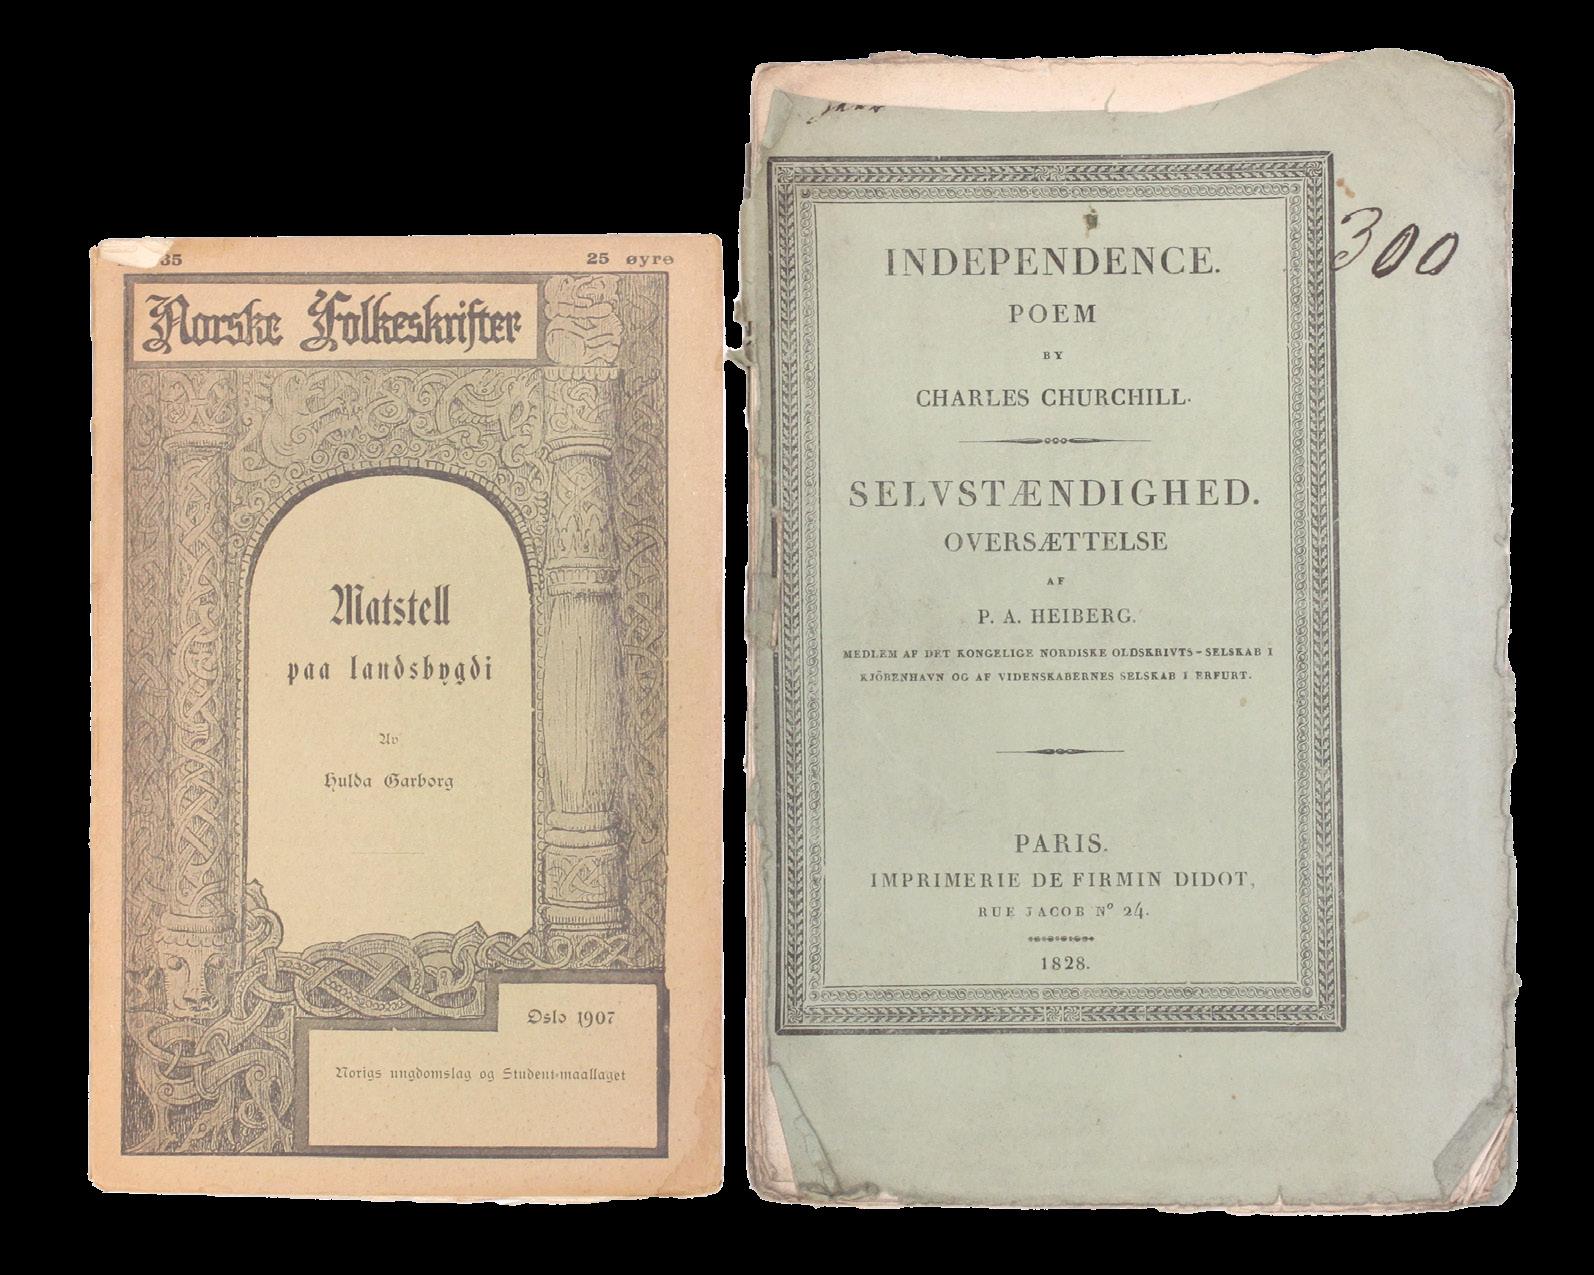 35 25 øyre
Norske Folkeskrifter
Matstell
paa landsbygdi
Av
Hulda Garborg
Oslo 1907
Norigs ungdomslag og Student-maallaget
300
INDEPENDENCE.
POEM
BY
CHARLES CHURCHILL.
SELVSTÆNDIGHED.
OVERSÆTTELSE
AF
P. A. HEIBERG.
MEDLEM AF DET KONGELIGE NORDISKE OLDSKRIVTS-SELSKAB I
KJÖBENHAVN OG AF VIDENSKABERNES SELSKAB I ERFURT.
PARIS.
IMPRIMERIE DE FIRMIN DIDOT,
RUE JACOB Nº 24.
1828.